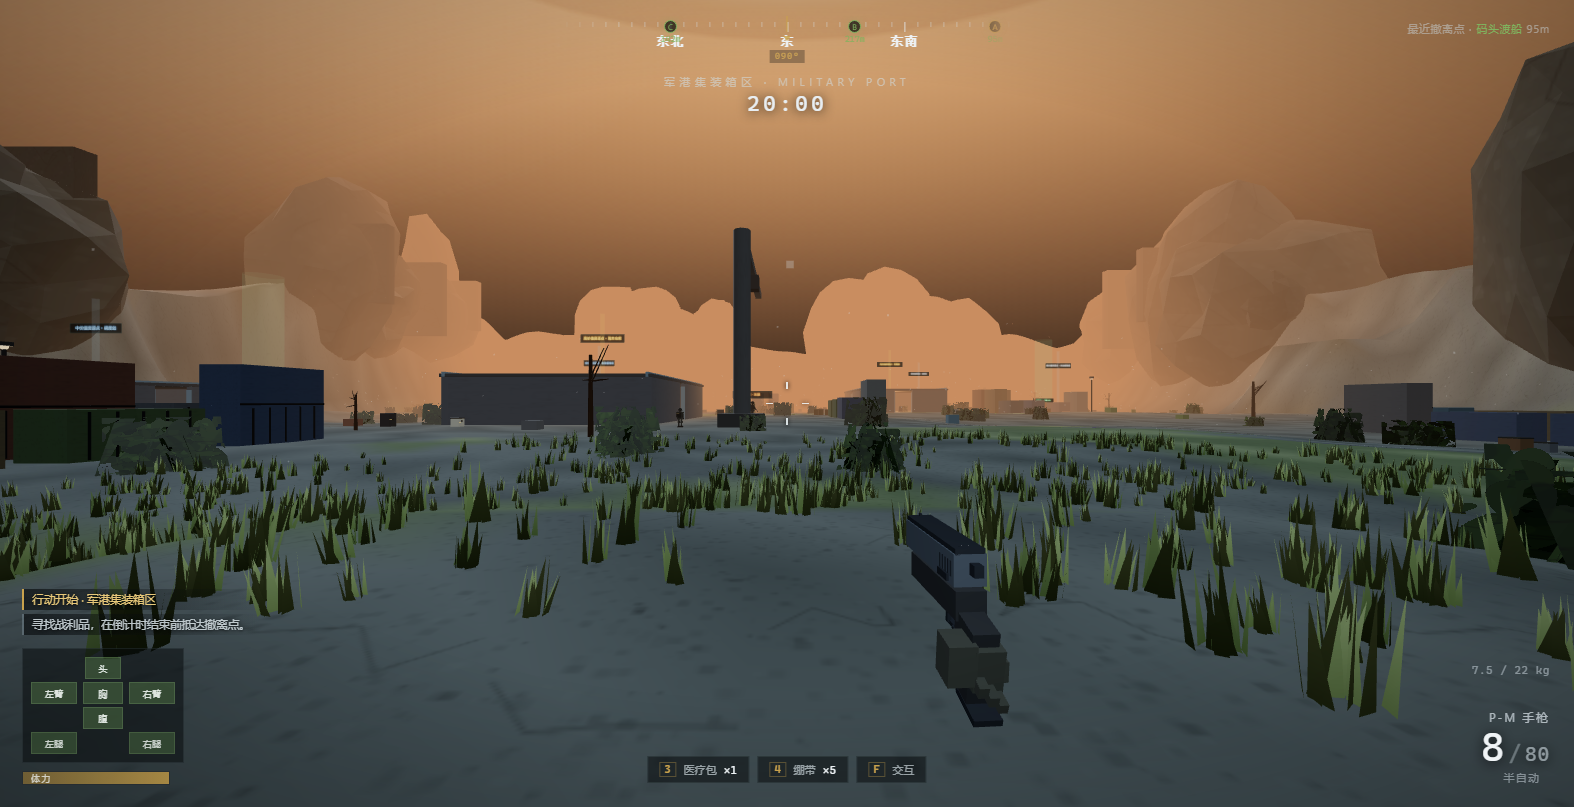 C
B
A
东北
东
东南
090°
最近撤离点 · 码头渡船 95m
军港集装箱区 · MILITARY PORT
20:00
行动开始 · 军港集装箱区
寻找战利品，在倒计时结束前抵达撤离点。
头
左臂
胸
右臂
腹
左腿
右腿
体力
3 医疗包 ×1
4 绷带 ×5
F 交互
7.5 / 22 kg
P-M 手枪
8 / 80
半自动